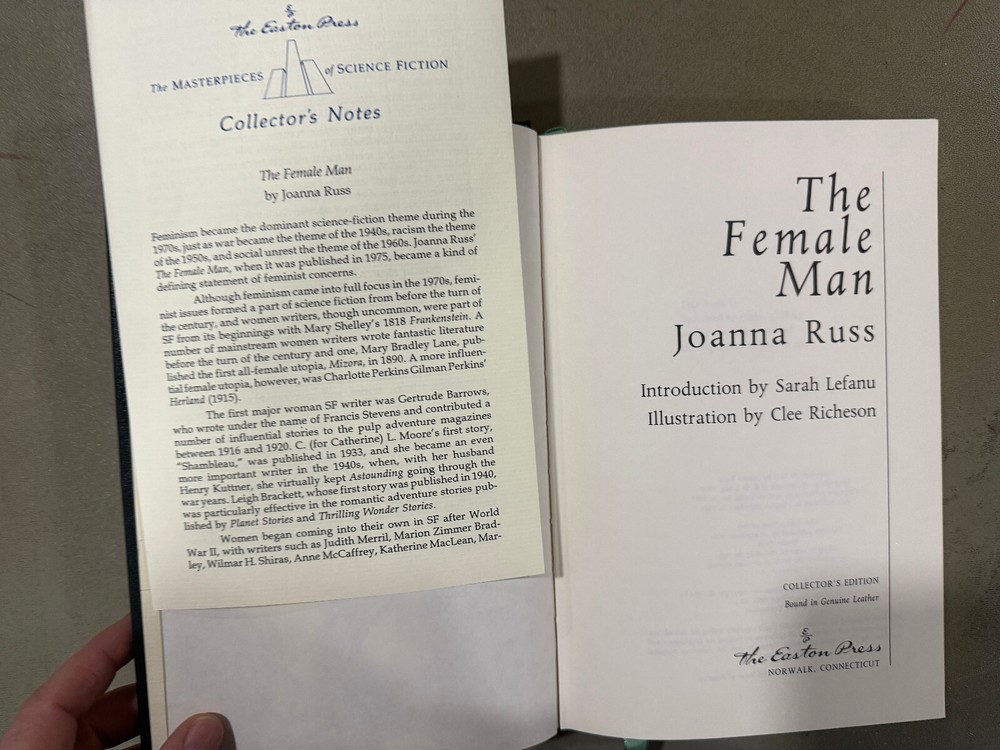 The Easton Press
The MASTERPIECES of SCIENCE FICTION
Collector's Notes
The Female Man
by Joanna Russ
Feminism became the dominant science-fiction theme during the
1970s, just as war became the theme of the 1940s, racism the theme
of the 1950s, and social unrest the theme of the 1960s. Joanna Russ'
The Female Man, when it was published in 1975, became a kind of
defining statement of feminist concerns.
Although feminism came into full focus in the 1970s, femi-
nist issues formed a part of science fiction from before the turn of
the century, and women writers, though uncommon, were part of
SF from its beginnings with Mary Shelley's 1818 Frankenstein. A
number of mainstream women writers wrote fantastic literature
before the turn of the century and one, Mary Bradley Lane, pub-
lished the first all-female utopia, Mizora, in 1890. A more influen-
tial female utopia, however, was Charlotte Perkins Gilman Perkins'
Herland (1915).
The first major woman SF writer was Gertrude Barrows,
who wrote under the name of Francis Stevens and contributed a
number of influential stories to the pulp adventure magazines
between 1916 and 1920. C. (for Catherine) L. Moore's first story,
"Shambleau," was published in 1933, and she became an even
more important writer in the 1940s, when, with her husband
Henry Kuttner, she virtually kept Astounding going through the
war years. Leigh Brackett, whose first story was published in 1940,
was particularly effective in the romantic adventure stories pub-
lished by Planet Stories and Thrilling Wonder Stories.
Women began coming into their own in SF after World
War II, with writers such as Judith Merril, Marion Zimmer Brad-
ley, Wilmar H. Shiras, Anne McCaffrey, Katherine MacLean, Mar-
The
Female
Man
Joanna Russ
Introduction by Sarah Lefanu
Illustration by Clee Richeson
COLLECTOR'S EDITION
Bound in Genuine Leather
The Easton Press
NORWALK, CONNECTICUT